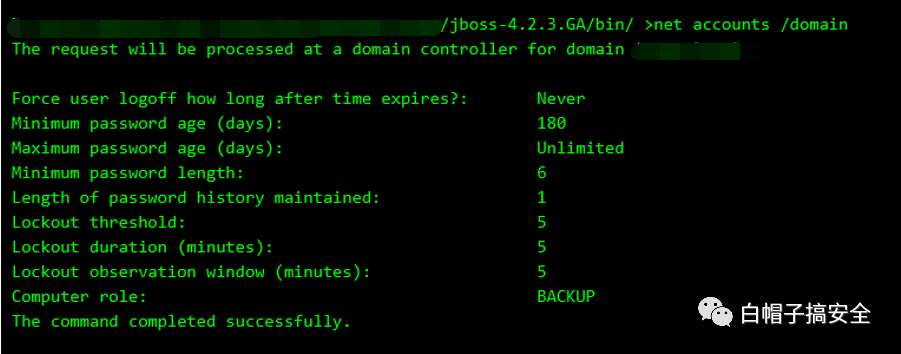 /jboss-4.2.3.GA/bin/ >net accounts /domain
The request will be processed at a domain controller for domain
Force user logoff how long after time expires?: Never
Minimum password age (days): 180
Maximum password age (days): Unlimited
Minimum password length: 6
Length of password history maintained: 1
Lockout threshold: 5
Lockout duration (minutes): 5
Lockout observation window (minutes): 5
Computer role: BACKUP
The command completed successfully.
白帽子搞安全